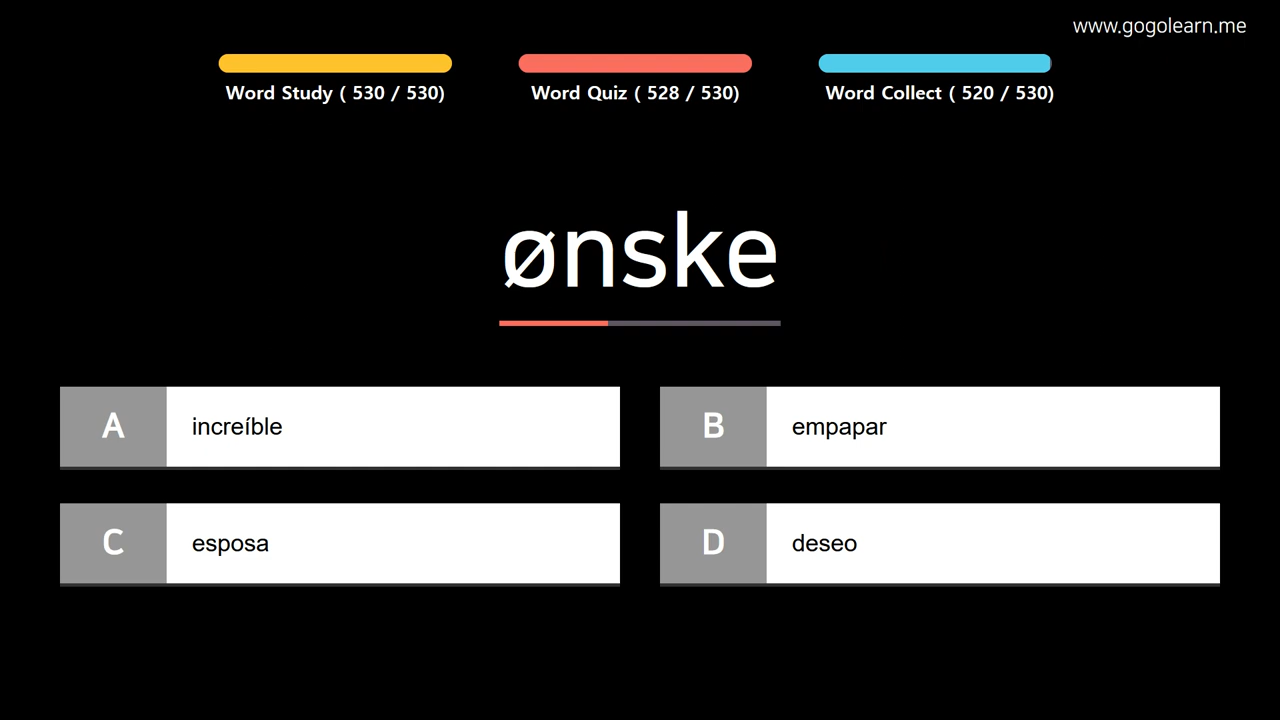 www.gogolearn.me
Word Study ( 530 / 530)
Word Quiz ( 528 / 530)
Word Collect ( 520 / 530)
ønske
A increíble
B empapar
C esposa
D deseo